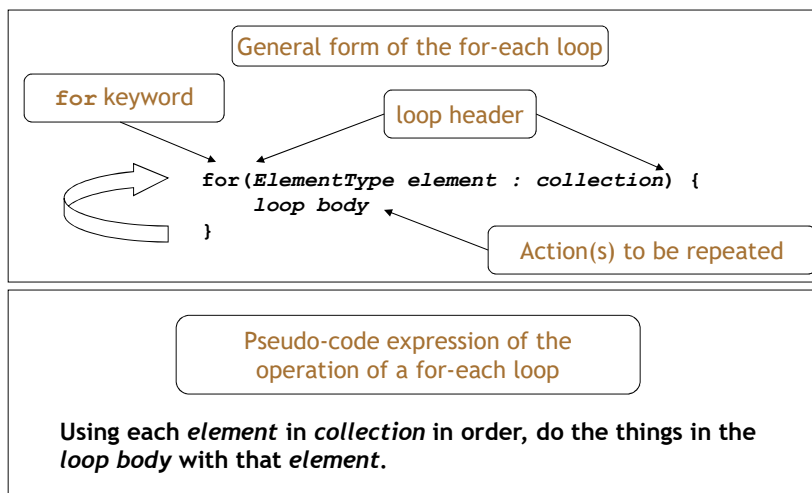 General form of the for-each loop
for keyword
loop header
for(ElementType element : collection) {
loop body
}
Action(s) to be repeated
Pseudo-code expression of the
operation of a for-each loop
Using each element in collection in order, do the things in the
loop body with that element.